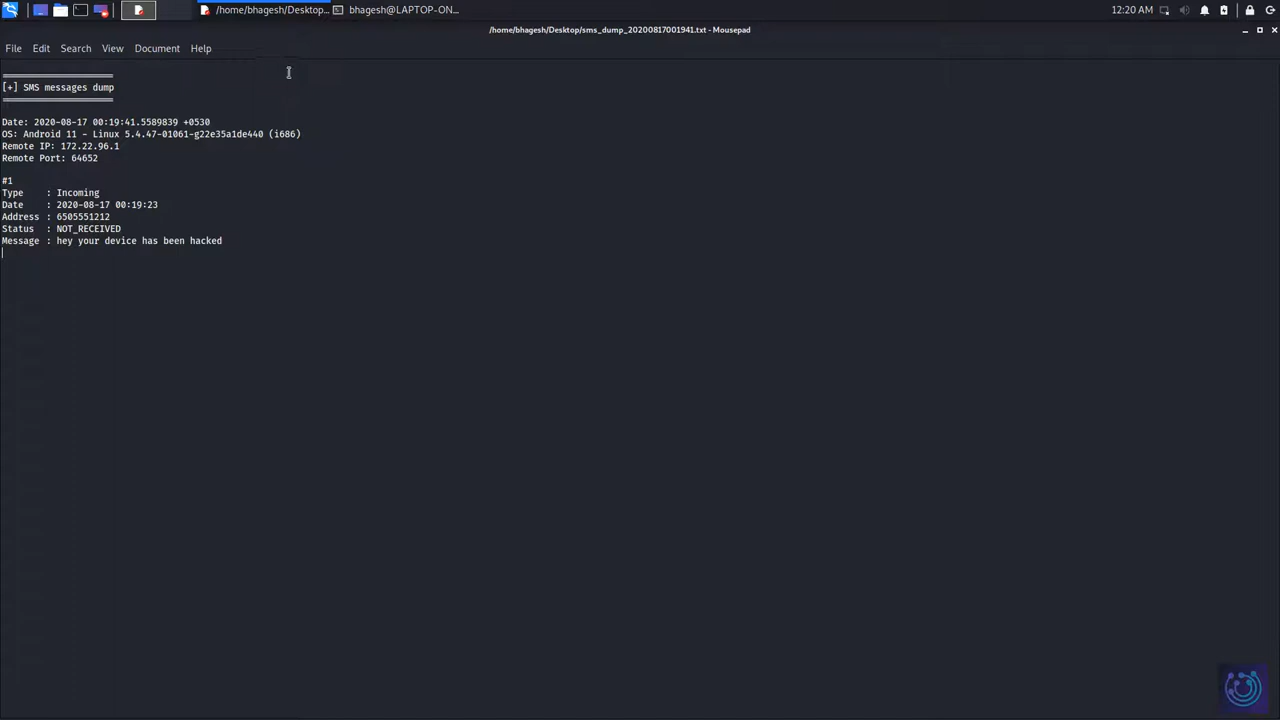 /home/bhagesh/Desktop... bhagesh@LAPTOP-ON... 12:20 AM
/home/bhagesh/Desktop/sms_dump_20200817001941.txt - Mousepad
File Edit Search View Document Help
=====================
[+] SMS messages dump
=====================
Date: 2020-08-17 00:19:41.5589839 +0530
OS: Android 11 - Linux 5.4.47-01061-g22e35a1de440 (i686)
Remote IP: 172.22.96.1
Remote Port: 64652
#1
Type    : Incoming
Date    : 2020-08-17 00:19:23
Address : 6505551212
Status  : NOT_RECEIVED
Message : hey your device has been hacked